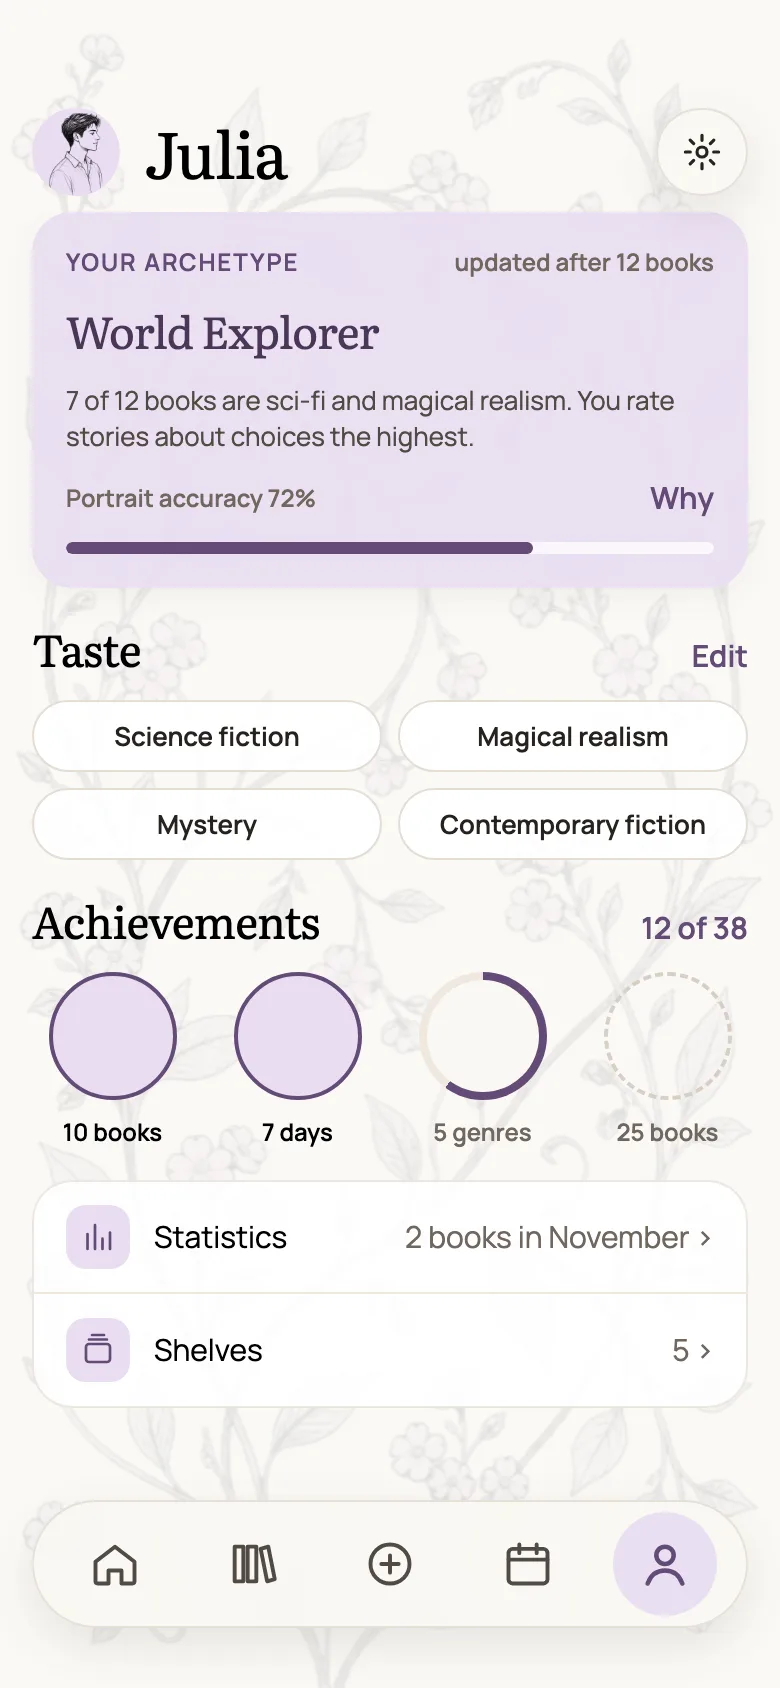 Julia
YOUR ARCHETYPE
updated after 12 books
World Explorer
7 of 12 books are sci-fi and magical realism. You rate
stories about choices the highest.
Portrait accuracy 72%
Why
Taste
Edit
Science fiction
Magical realism
Mystery
Contemporary fiction
Achievements
12 of 38
10 books
7 days
5 genres
25 books
Statistics
2 books in November
Shelves
5